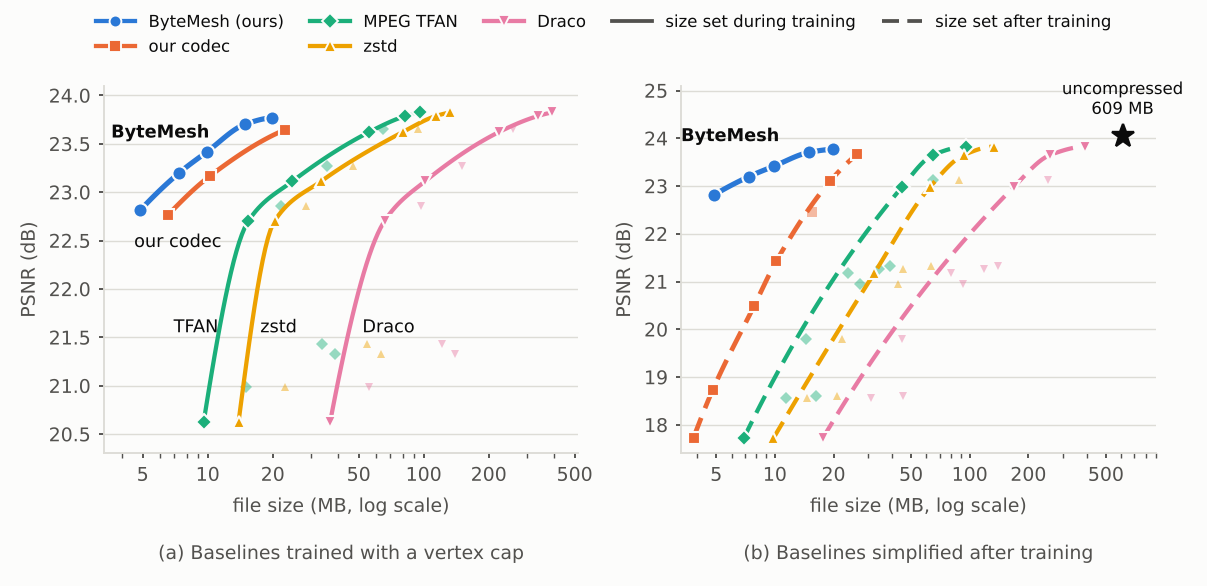 ByteMesh (ours)
MPEG TFAN
Draco
size set during training
size set after training
our codec
zstd
24.0
23.5
23.0
22.5
22.0
21.5
21.0
20.5
PSNR (dB)
ByteMesh
our codec
TFAN
zstd
Draco
5
10
20
50
100
200
500
file size (MB, log scale)
(a) Baselines trained with a vertex cap
25
24
23
22
21
20
19
18
PSNR (dB)
uncompressed
609 MB
ByteMesh
5
10
20
50
100
200
500
file size (MB, log scale)
(b) Baselines simplified after training